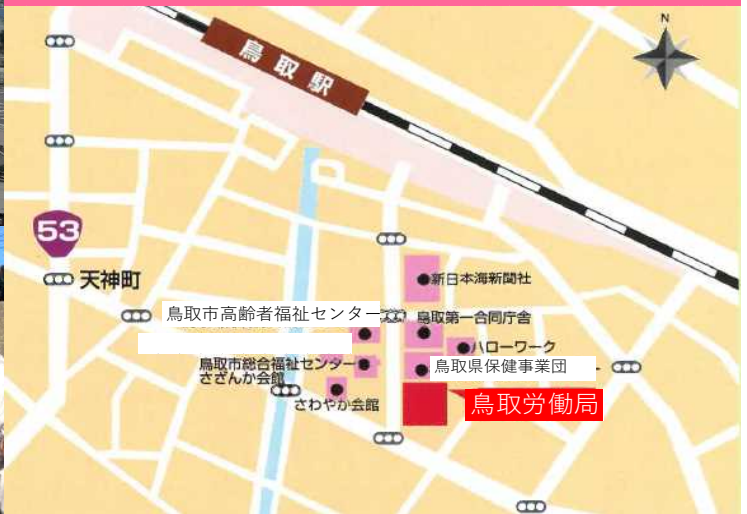 N
鳥取駅
53
天神町
新日本海新聞社
鳥取市高齢者福祉センター
鳥取第一合同庁舎
ハローワーク
鳥取市総合福祉センター
さざんか会館
鳥取県保健事業団
さわやか会館
鳥取労働局